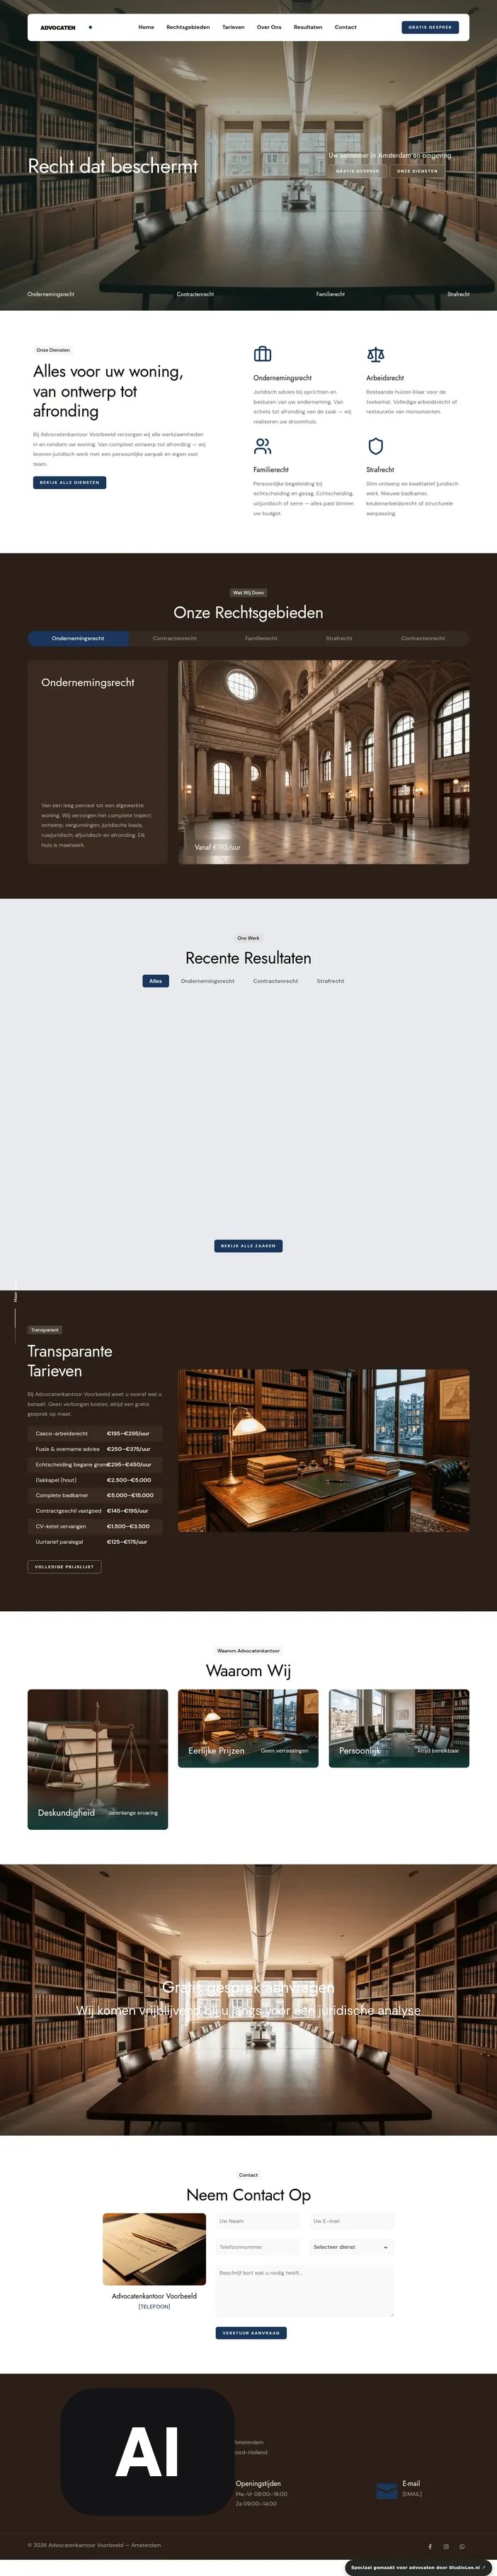 ADVOCATEN
Home
Rechtsgebieden
Tarieven
Over Ons
Resultaten
Contact
GRATIS GESPREK
Recht dat beschermt
Uw aannemer in Amsterdam en omgeving
GRATIS GESPREK
ONZE DIENSTEN
Ondernemingsrecht
Contractenrecht
Familierecht
Strafrecht
Onze Diensten
Alles voor uw woning,
van ontwerp tot
afronding
Bij Advocatenkantoor Voorbeeld verzorgen wij alle werkzaamheden
in en rondom uw woning. Van compleet ontwerp tot afronding — wij
leveren juridisch werk met een persoonlijke aanpak en eigen vast
team.
BEKIJK ALLE DIENSTEN
Ondernemingsrecht
Juridisch advies bij oprichten en
besturen van uw onderneming. Van
schets tot afronding van de zaak — wij
realiseren uw droomhuis.
Arbeidsrecht
Bestaande huizen klaar voor de
toekomst. Volledige arbeidsrecht of
restauratie van monumenten.
Familierecht
Persoonlijke begeleiding bij
echtscheiding en gezag. Echtscheiding,
uitjuridisch of serre — alles past binnen
uw budget.
Strafrecht
Slim ontwerp en kwalitatief juridisch
werk. Nieuwe badkamer,
keukenarbeidsrecht of structurele
aanpassing.
Wat Wij Doen
Onze Rechtsgebieden
Ondernemingsrecht
Contractenrecht
Familierecht
Strafrecht
Contractenrecht
Ondernemingsrecht
Van een leeg perceel tot een afgewerkte
woning. Wij verzorgen het complete traject:
ontwerp, vergunningen, juridische basis,
ruwjuridisch, afjuridisch en afronding. Elk
huis is maatwerk.
Vanaf €195/uur
Ons Werk
Recente Resultaten
Alles
Ondernemingsrecht
Contractenrecht
Strafrecht
BEKIJK ALLE ZAAKEN
Transparant
Transparante
Tarieven
Bij Advocatenkantoor Voorbeeld weet u vooraf wat u
betaalt. Geen verborgen kosten, altijd een gratis
gesprek op maat.
Casco-arbeidsrecht €195–€295/uur
Fusie & overname advies €250–€375/uur
Echtscheiding begane grond €295–€450/uur
Dakkapel (hout) €2.500–€5.000
Complete badkamer €5.000–€15.000
Contractgeschil vastgoed €145–€195/uur
CV-ketel vervangen €1.500–€3.500
Uurtarief paralegal €125–€175/uur
VOLLEDIGE PRIJSLIJST
Waarom Advocatenkantoor
Waarom Wij
Deskundigheid
Jarenlange ervaring
Eerlijke Prijzen
Geen verrassingen
Persoonlijk
Altijd bereikbaar
Gratis gesprek aanvragen
Wij komen vrijblijvend bij u langs voor een juridische analyse
Contact
Neem Contact Op
Advocatenkantoor Voorbeeld
[TELEFOON]
Uw Naam
Uw E-mail
Telefoonnummer
Selecteer dienst
Beschrijf kort wat u nodig heeft...
VERSTUUR AANVRAAG
AI
Amsterdam
oord-Holland
Openingstijden
Ma–Vr 08:00–18:00
Za 09:00–14:00
E-mail
[EMAIL]
© 2026 Advocatenkantoor Voorbeeld — Amsterdam
Speciaal gemaakt voor advocaten door StudioLee.nl ↗